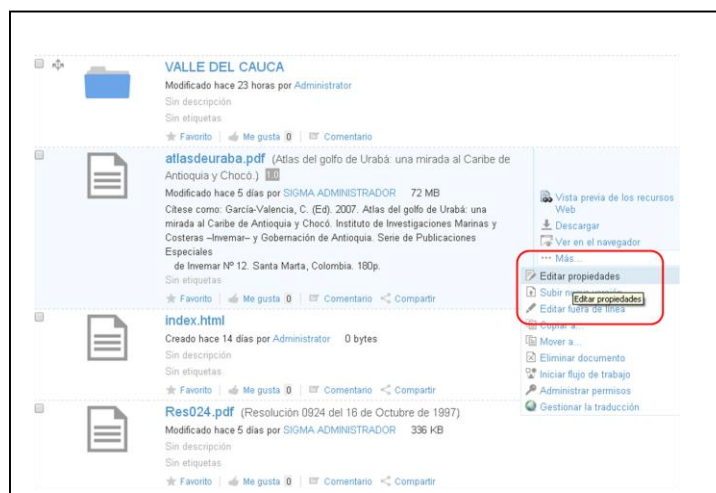 VALLE DEL CAUCA
Modificado hace 23 horas por Administrator
Sin descripción
Sin etiquetas
Favorito Me gusta 0 Comentario
atlasdeuraba.pdf (Atlas del golfo de Urabá: una mirada al Caribe de
Antioquia y Chocó.) 1.0
Modificado hace 5 días por SIGMA ADMINISTRADOR 72 MB
Cítese como: García-Valencia, C. (Ed). 2007. Atlas del golfo de Urabá: una
mirada al Caribe de Antioquia y Chocó. Instituto de Investigaciones Marinas y
Costeras –Invemar– y Gobernación de Antioquia. Serie de Publicaciones
Especiales
de Invemar Nº 12. Santa Marta, Colombia. 180p.
Sin etiquetas
Favorito Me gusta 0 Comentario Compartir
Vista previa de los recursos
Web
Descargar
Ver en el navegador
... Más...
Editar propiedades
Subir
Editar propiedades
Editar fuera de línea
Copiar a...
Mover a...
Eliminar documento
Iniciar flujo de trabajo
Administrar permisos
Gestionar la traducción
index.html
Creado hace 14 días por Administrator 0 bytes
Sin descripción
Sin etiquetas
Favorito Me gusta 0 Comentario Compartir
Res024.pdf (Resolución 0924 del 16 de Octubre de 1997)
Modificado hace 5 días por SIGMA ADMINISTRADOR 336 KB
Sin descripción
Sin etiquetas
Favorito Me gusta 0 Comentario Compartir